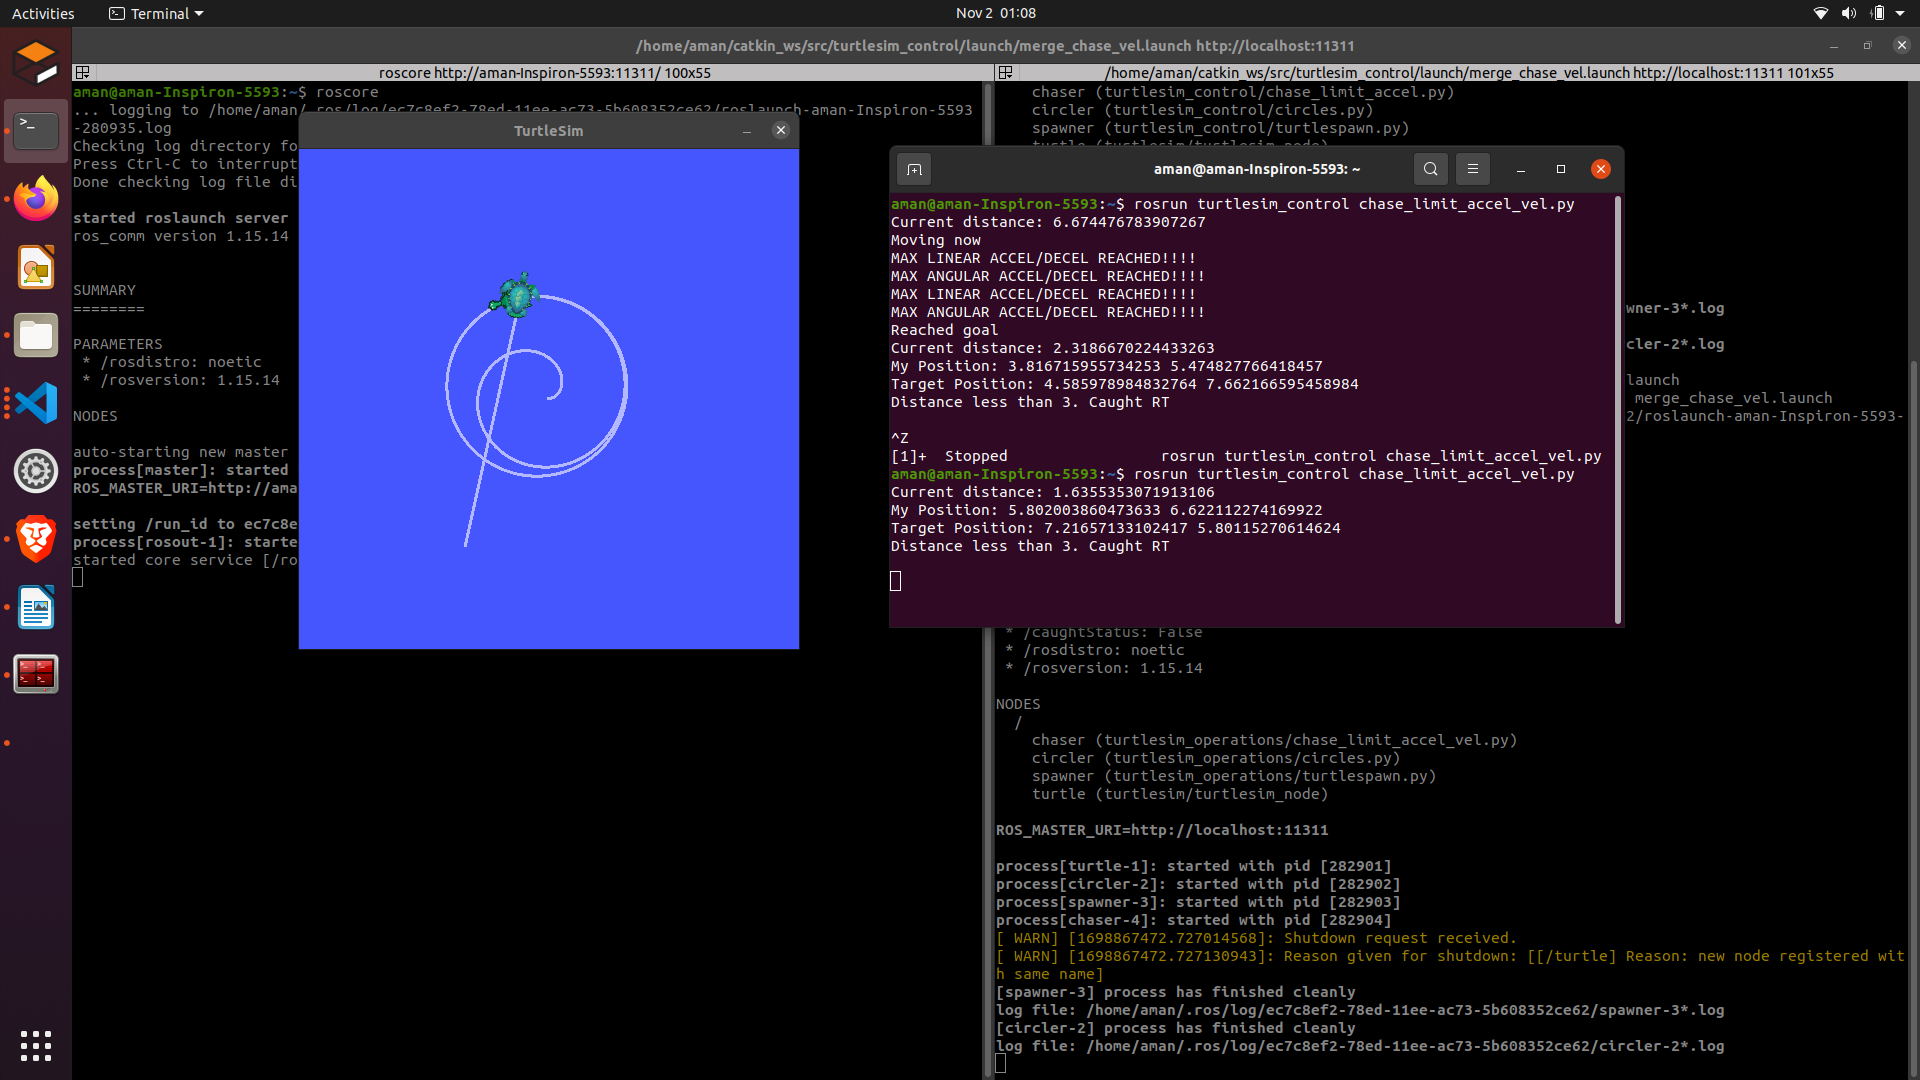 Activities
Terminal
Nov 2 01:08
/home/aman/catkin_ws/src/turtlesim_control/launch/merge_chase_vel.launch http://localhost:11311
roscore http://aman-Inspiron-5593:11311/ 100x55
aman@aman-Inspiron-5593:~$ roscore
... logging to /home/aman/.ros/log/ec7c8ef2-78ed-11ee-ac73-5b608352ce62/roslaunch-aman-Inspiron-5593
-280935.log
Checking log directory fo
Press Ctrl-C to interrupt
Done checking log file di
started roslaunch server
ros_comm version 1.15.14
SUMMARY
========
PARAMETERS
* /rosdistro: noetic
* /rosversion: 1.15.14
NODES
auto-starting new master
process[master]: started
ROS_MASTER_URI=http://ama
setting /run_id to ec7c8e
process[rosout-1]: starte
started core service [/ro
TurtleSim
/home/aman/catkin_ws/src/turtlesim_control/launch/merge_chase_vel.launch http://localhost:11311 101x55
chaser (turtlesim_control/chase_limit_accel.py)
circler (turtlesim_control/circles.py)
spawner (turtlesim_control/turtlespawn.py)
turtle (turtlesim/turtlesim_node)
aman@aman-Inspiron-5593: ~
aman@aman-Inspiron-5593:~$ rosrun turtlesim_control chase_limit_accel_vel.py
Current distance: 6.674476783907267
Moving now
MAX LINEAR ACCEL/DECEL REACHED!!!!
MAX ANGULAR ACCEL/DECEL REACHED!!!!
MAX LINEAR ACCEL/DECEL REACHED!!!!
MAX ANGULAR ACCEL/DECEL REACHED!!!!
Reached goal
Current distance: 2.3186670224433263
My Position: 3.816715955734253 5.474827766418457
Target Position: 4.585978984832764 7.662166595458984
Distance less than 3. Caught RT
^Z
[1]+  Stopped                 rosrun turtlesim_control chase_limit_accel_vel.py
aman@aman-Inspiron-5593:~$ rosrun turtlesim_control chase_limit_accel_vel.py
Current distance: 1.6355353071913106
My Position: 5.802003860473633 6.622112274169922
Target Position: 7.21657133102417 5.80115270614624
Distance less than 3. Caught RT
wner-3*.log
cler-2*.log
launch
merge_chase_vel.launch
2/roslaunch-aman-Inspiron-5593-
* /caughtStatus: False
* /rosdistro: noetic
* /rosversion: 1.15.14
NODES
/
chaser (turtlesim_operations/chase_limit_accel_vel.py)
circler (turtlesim_operations/circles.py)
spawner (turtlesim_operations/turtlespawn.py)
turtle (turtlesim/turtlesim_node)
ROS_MASTER_URI=http://localhost:11311
process[turtle-1]: started with pid [282901]
process[circler-2]: started with pid [282902]
process[spawner-3]: started with pid [282903]
process[chaser-4]: started with pid [282904]
[ WARN] [1698867472.727014568]: Shutdown request received.
[ WARN] [1698867472.727130943]: Reason given for shutdown: [[/turtle] Reason: new node registered wit
h same name]
[spawner-3] process has finished cleanly
log file: /home/aman/.ros/log/ec7c8ef2-78ed-11ee-ac73-5b608352ce62/spawner-3*.log
[circler-2] process has finished cleanly
log file: /home/aman/.ros/log/ec7c8ef2-78ed-11ee-ac73-5b608352ce62/circler-2*.log